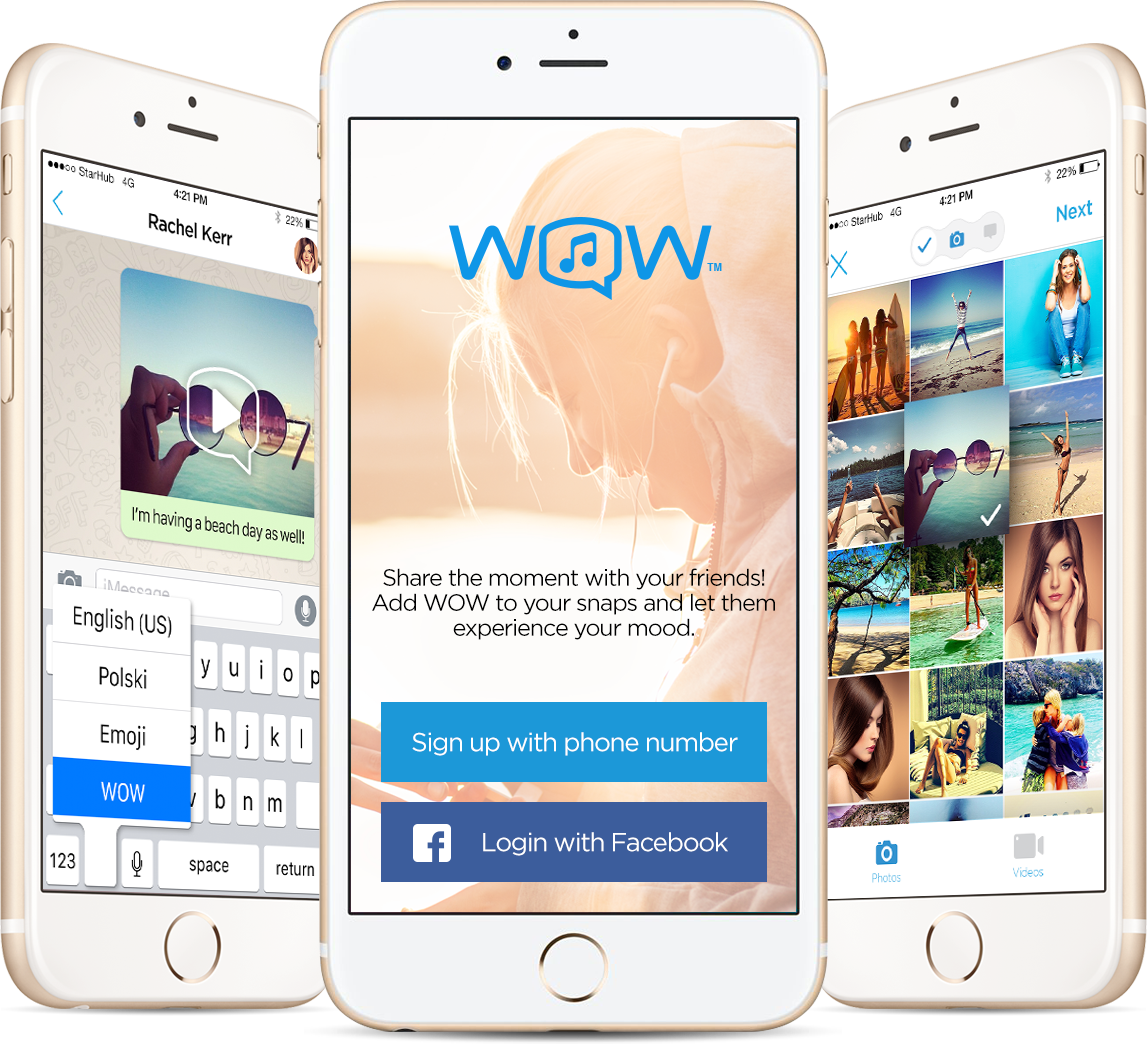 StarHub 4G
4:21 PM
22%
Rachel Kerr
I'm having a beach day as well!
iMessage
English (US)
Polski
Emoji
WOW
y u i o p
g h j k l
v b n m
123
space
return
WOW™
Share the moment with your friends!
Add WOW to your snaps and let them
experience your mood.
Sign up with phone number
Login with Facebook
StarHub 4G
4:21 PM
22%
Next
Photos
Videos